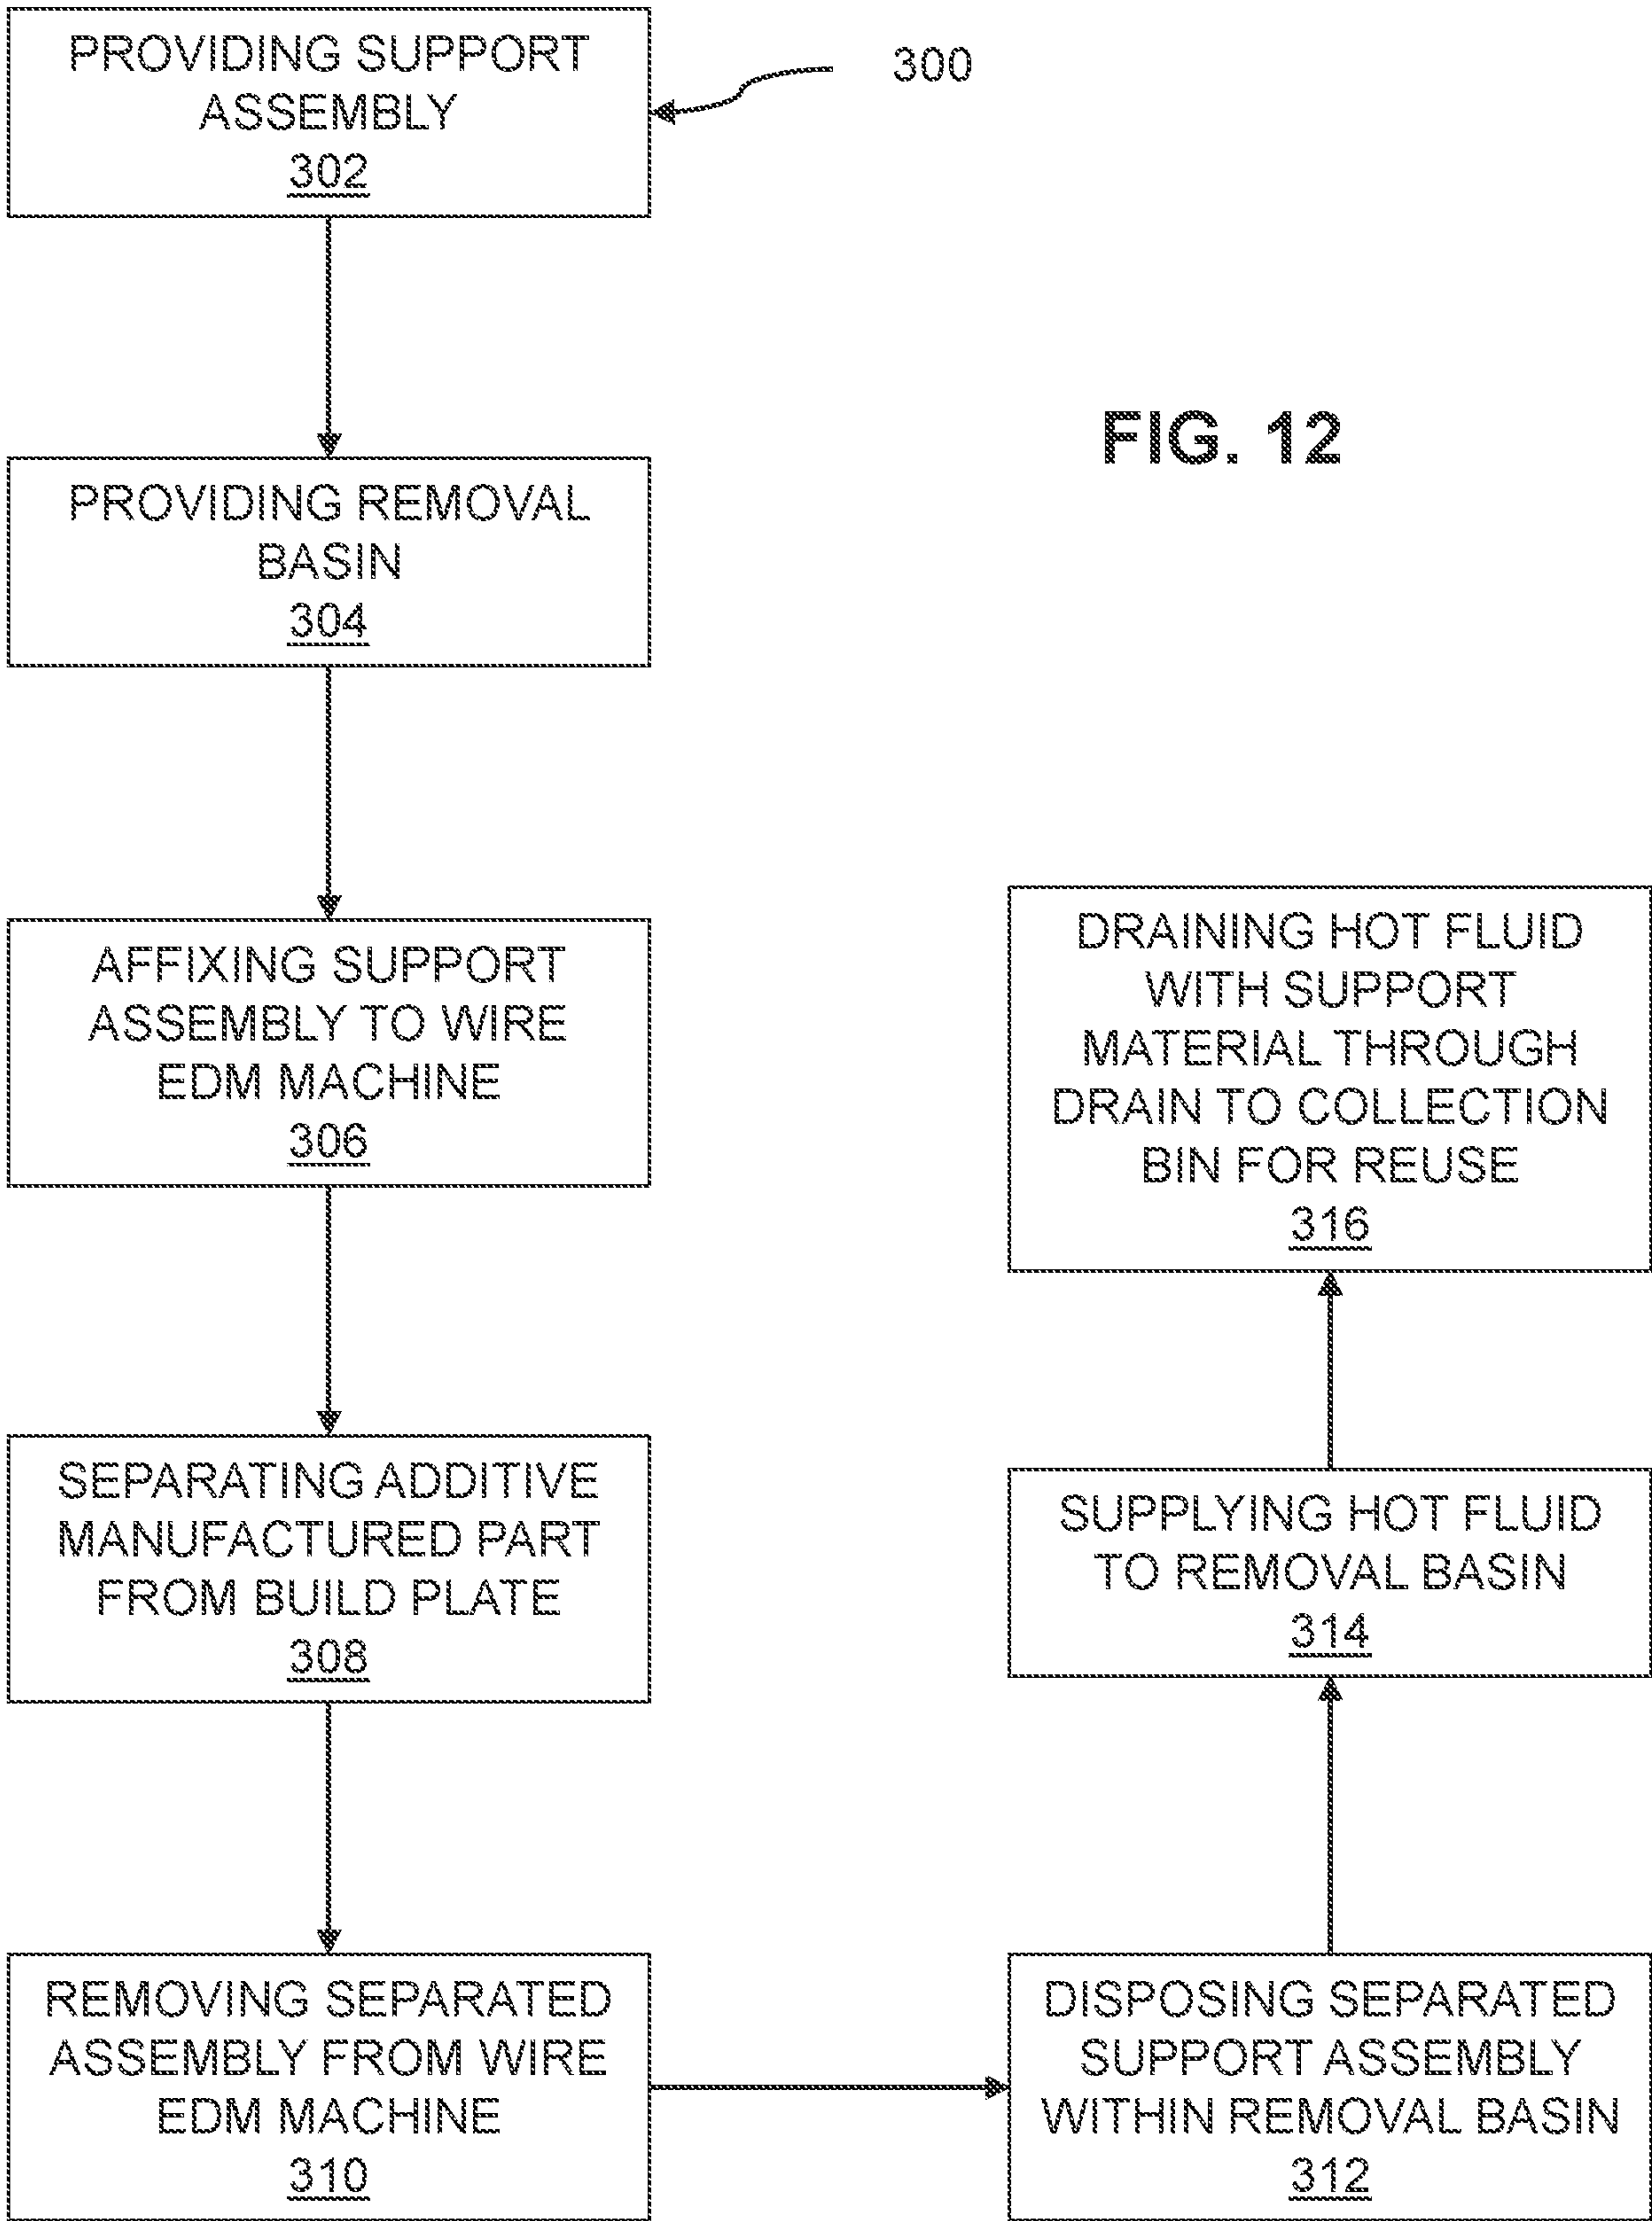 PROVIDING SUPPORT
ASSEMBLY
302
300
FIG. 12
PROVIDING REMOVAL
BASIN
304
AFFIXING SUPPORT
ASSEMBLY TO WIRE
EDM MACHINE
306
SEPARATING ADDITIVE
MANUFACTURED PART
FROM BUILD PLATE
308
REMOVING SEPARATED
ASSEMBLY FROM WIRE
EDM MACHINE
310
DISPOSING SEPARATED
SUPPORT ASSEMBLY
WITHIN REMOVAL BASIN
312
SUPPLYING HOT FLUID
TO REMOVAL BASIN
314
DRAINING HOT FLUID
WITH SUPPORT
MATERIAL THROUGH
DRAIN TO COLLECTION
BIN FOR REUSE
316